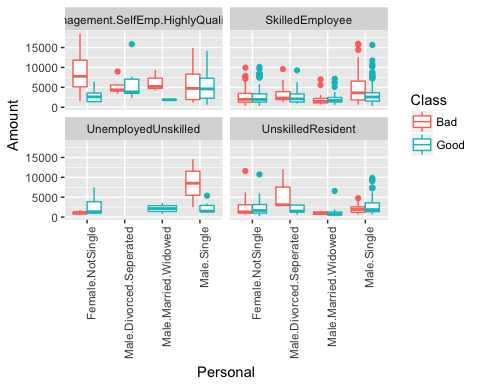 nagement.SelfEmp.HighlyQuali SkilledEmployee
15000
10000
5000
0
Amount
UnemployedUnskilled UnskilledResident
15000
10000
5000
0
Female.NotSingle
Male.Divorced.Seperated
Male.Married.Widowed
Male.Single
Female.NotSingle
Male.Divorced.Seperated
Male.Married.Widowed
Male.Single
Personal
Class
Bad
Good